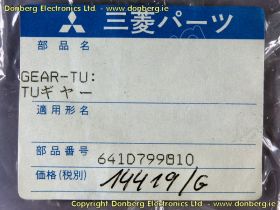 Donberg Electronics Ltd / www.Donberg.ie
三菱パーツ
部品名
GEAR-TU:
TUギヤー
適用形名
部品番号 641D799810
価格(税別) 14419/G
Copyright by Donberg Electronics Ltd - www.Donberg.ie